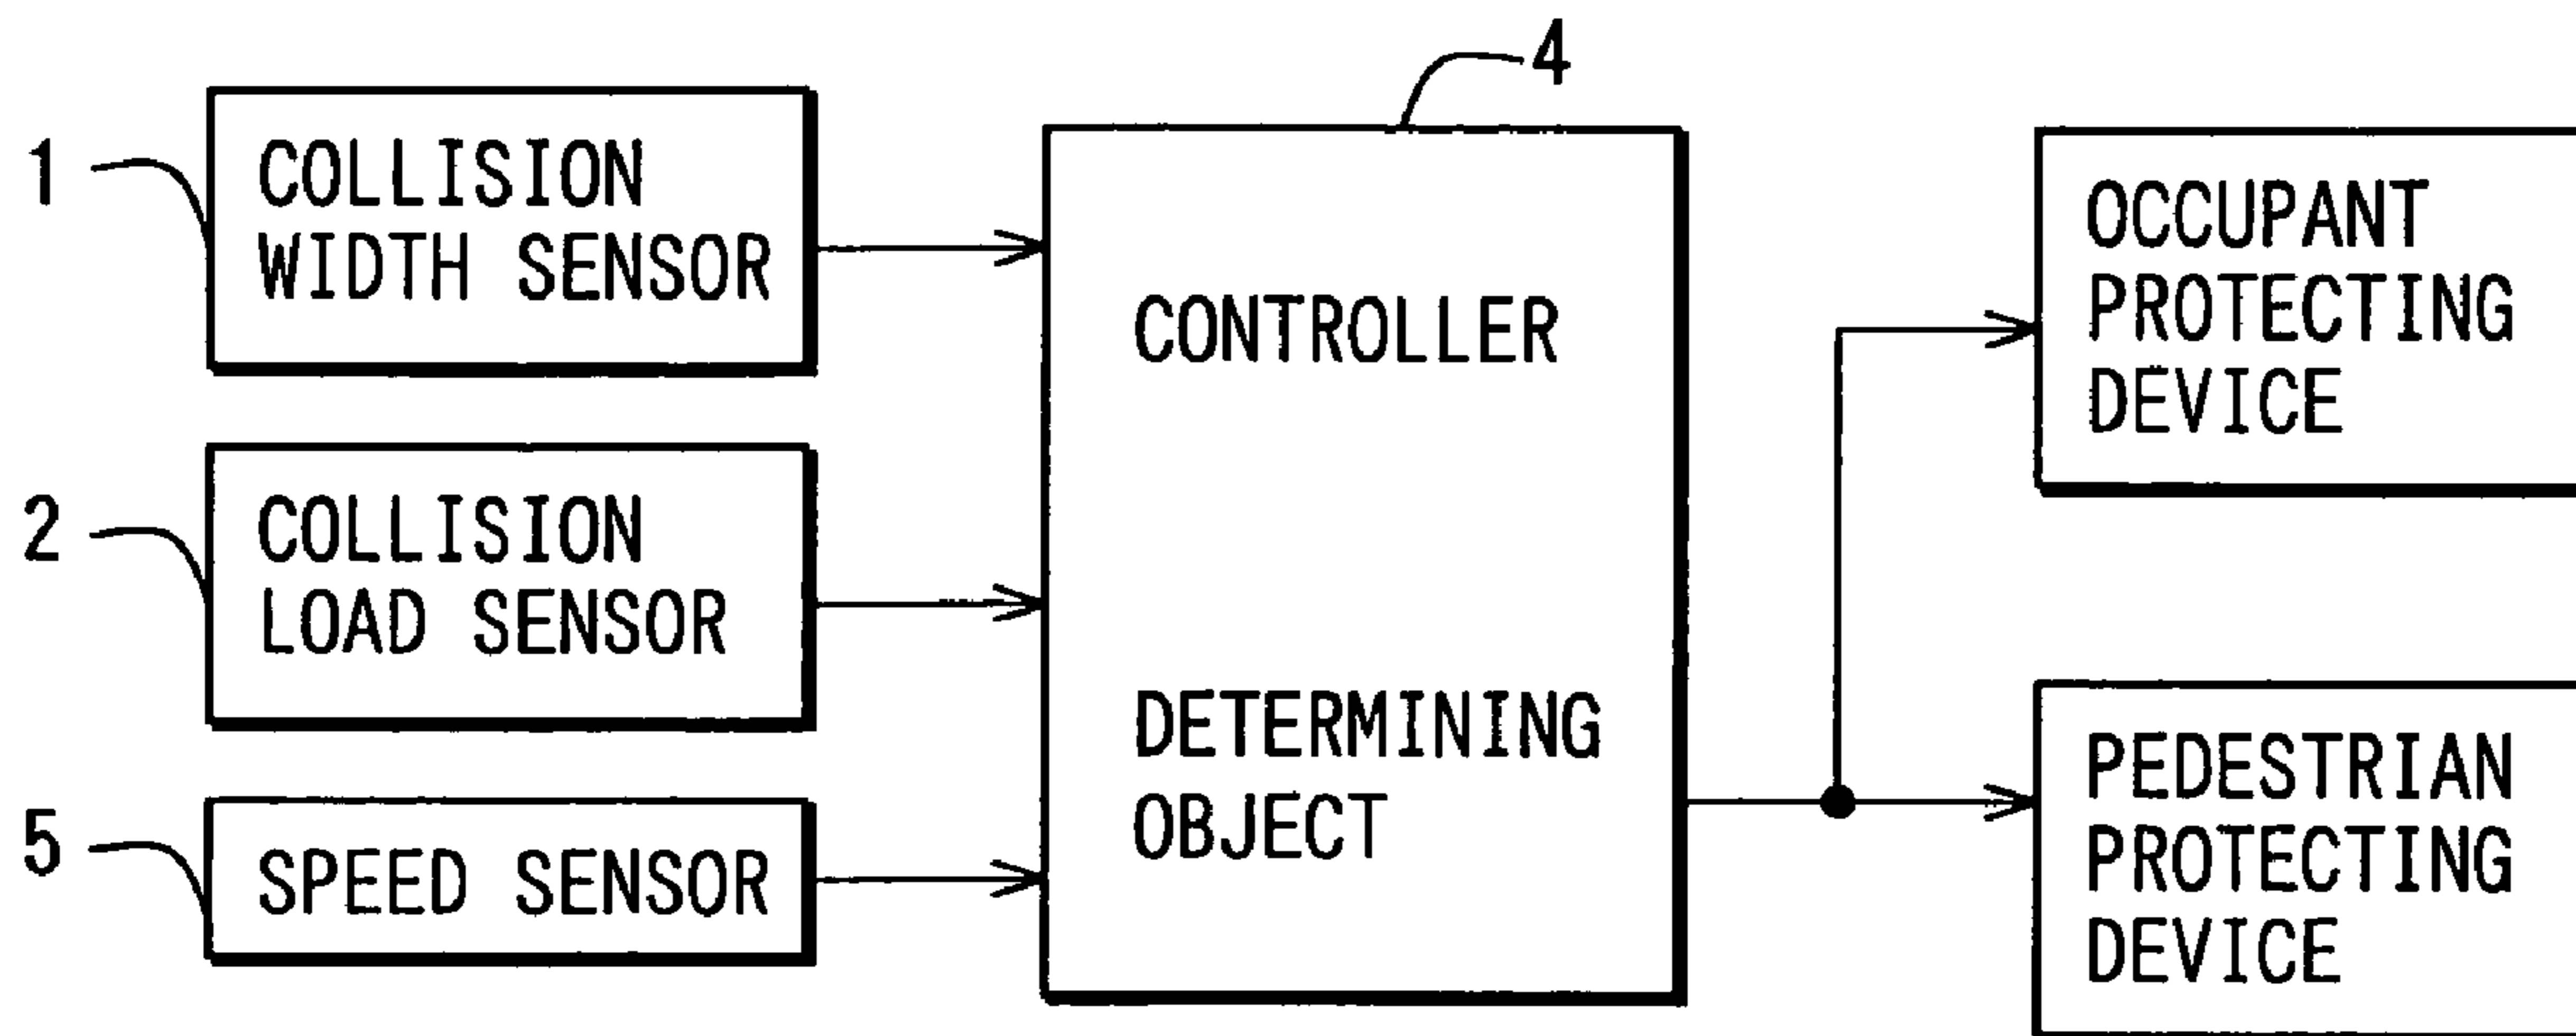 1
COLLISION
WIDTH SENSOR
2
COLLISION
LOAD SENSOR
5
SPEED SENSOR
4
CONTROLLER
DETERMINING
OBJECT
OCCUPANT
PROTECTING
DEVICE
PEDESTRIAN
PROTECTING
DEVICE